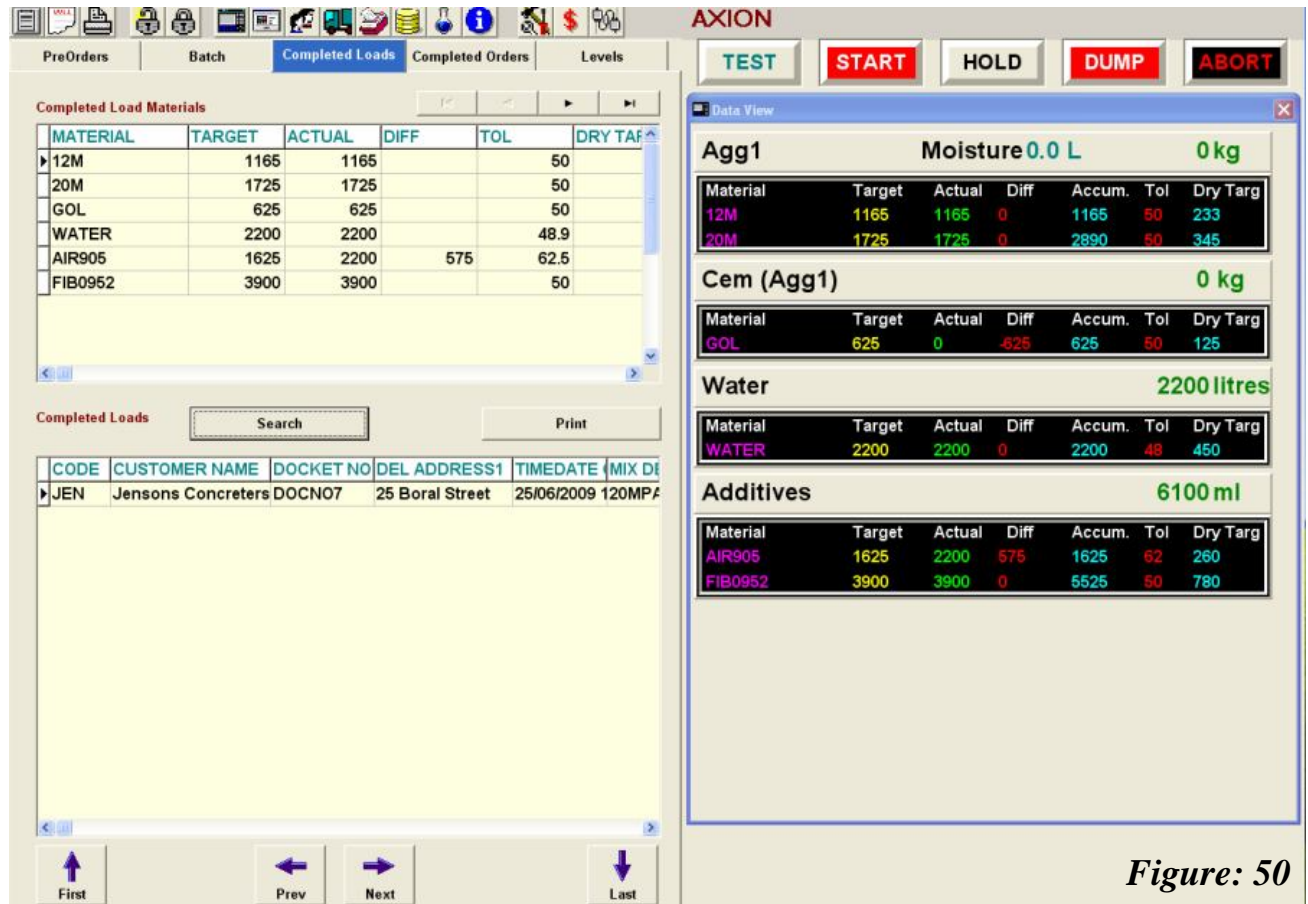 AXION
PreOrders Batch Completed Loads Completed Orders Levels
TEST START HOLD DUMP ABORT
Completed Load Materials
MATERIAL TARGET ACTUAL DIFF TOL DRY TAR
12M 1165 1165 50
20M 1725 1725 50
GOL 625 625 50
WATER 2200 2200 48.9
AIR905 1625 2200 575 62.5
FIB0952 3900 3900 50
Completed Loads Search Print
CODE CUSTOMER NAME DOCKET NO DEL ADDRESS1 TIMEDATE ( MIX DE
JEN Jensons Concreters DOCNO7 25 Boral Street 25/06/2009 1 20MPA
First Prev Next Last
Data View
Agg1 Moisture 0.0 L 0 kg
Material Target Actual Diff Accum. Tol Dry Targ
12M 1165 1165 0 1165 50 233
20M 1725 1725 0 2890 50 345
Cem (Agg1) 0 kg
Material Target Actual Diff Accum. Tol Dry Targ
GOL 625 0 -625 625 50 125
Water 2200 litres
Material Target Actual Diff Accum. Tol Dry Targ
WATER 2200 2200 0 2200 48 450
Additives 6100 ml
Material Target Actual Diff Accum. Tol Dry Targ
AIR905 1625 2200 575 1625 62 260
FIB0952 3900 3900 0 5525 50 780
Figure: 50